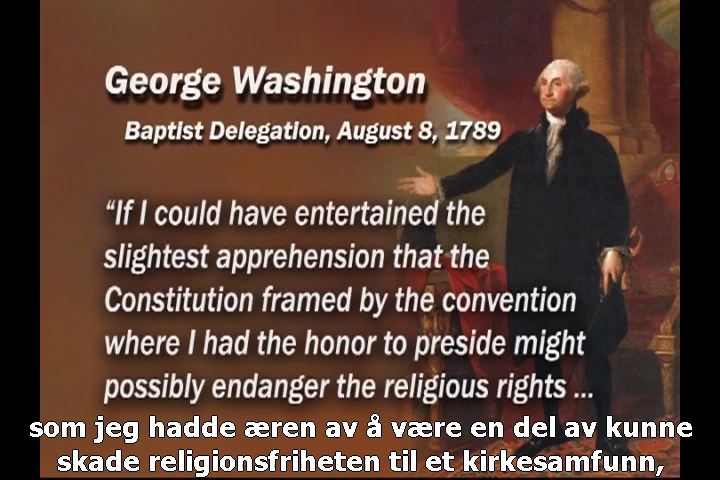 George Washington
Baptist Delegation, August 8, 1789
“If I could have entertained the
slightest apprehension that the
Constitution framed by the convention
where I had the honor to preside might
possibly endanger the religious rights ...
som jeg hadde æren av å være en del av kunne
skade religionsfriheten til et kirkesamfunn,